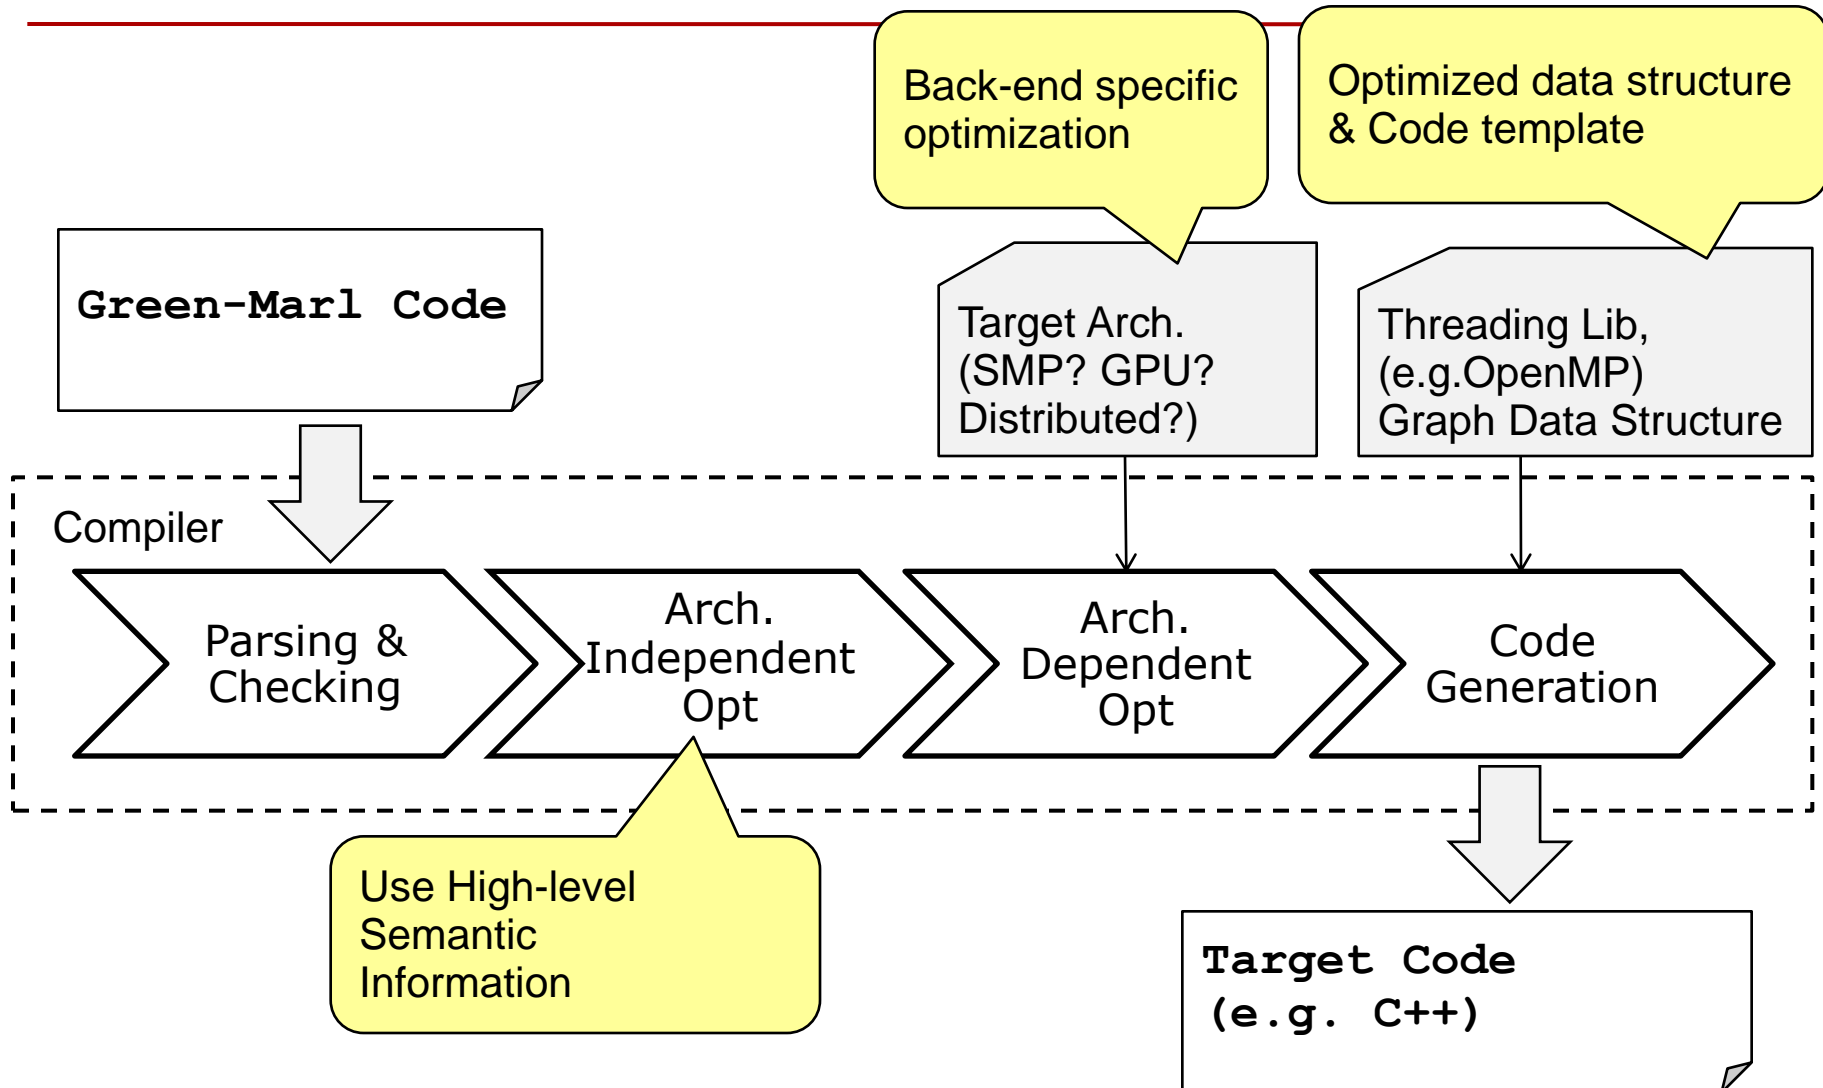 Back-end specific
optimization
Optimized data structure
& Code template
Green-Marl Code
Target Arch.
(SMP? GPU?
Distributed?)
Threading Lib,
(e.g.OpenMP)
Graph Data Structure
Compiler
Parsing &
Checking
Arch.
Independent
Opt
Arch.
Dependent
Opt
Code
Generation
Use High-level
Semantic
Information
Target Code
(e.g. C++)